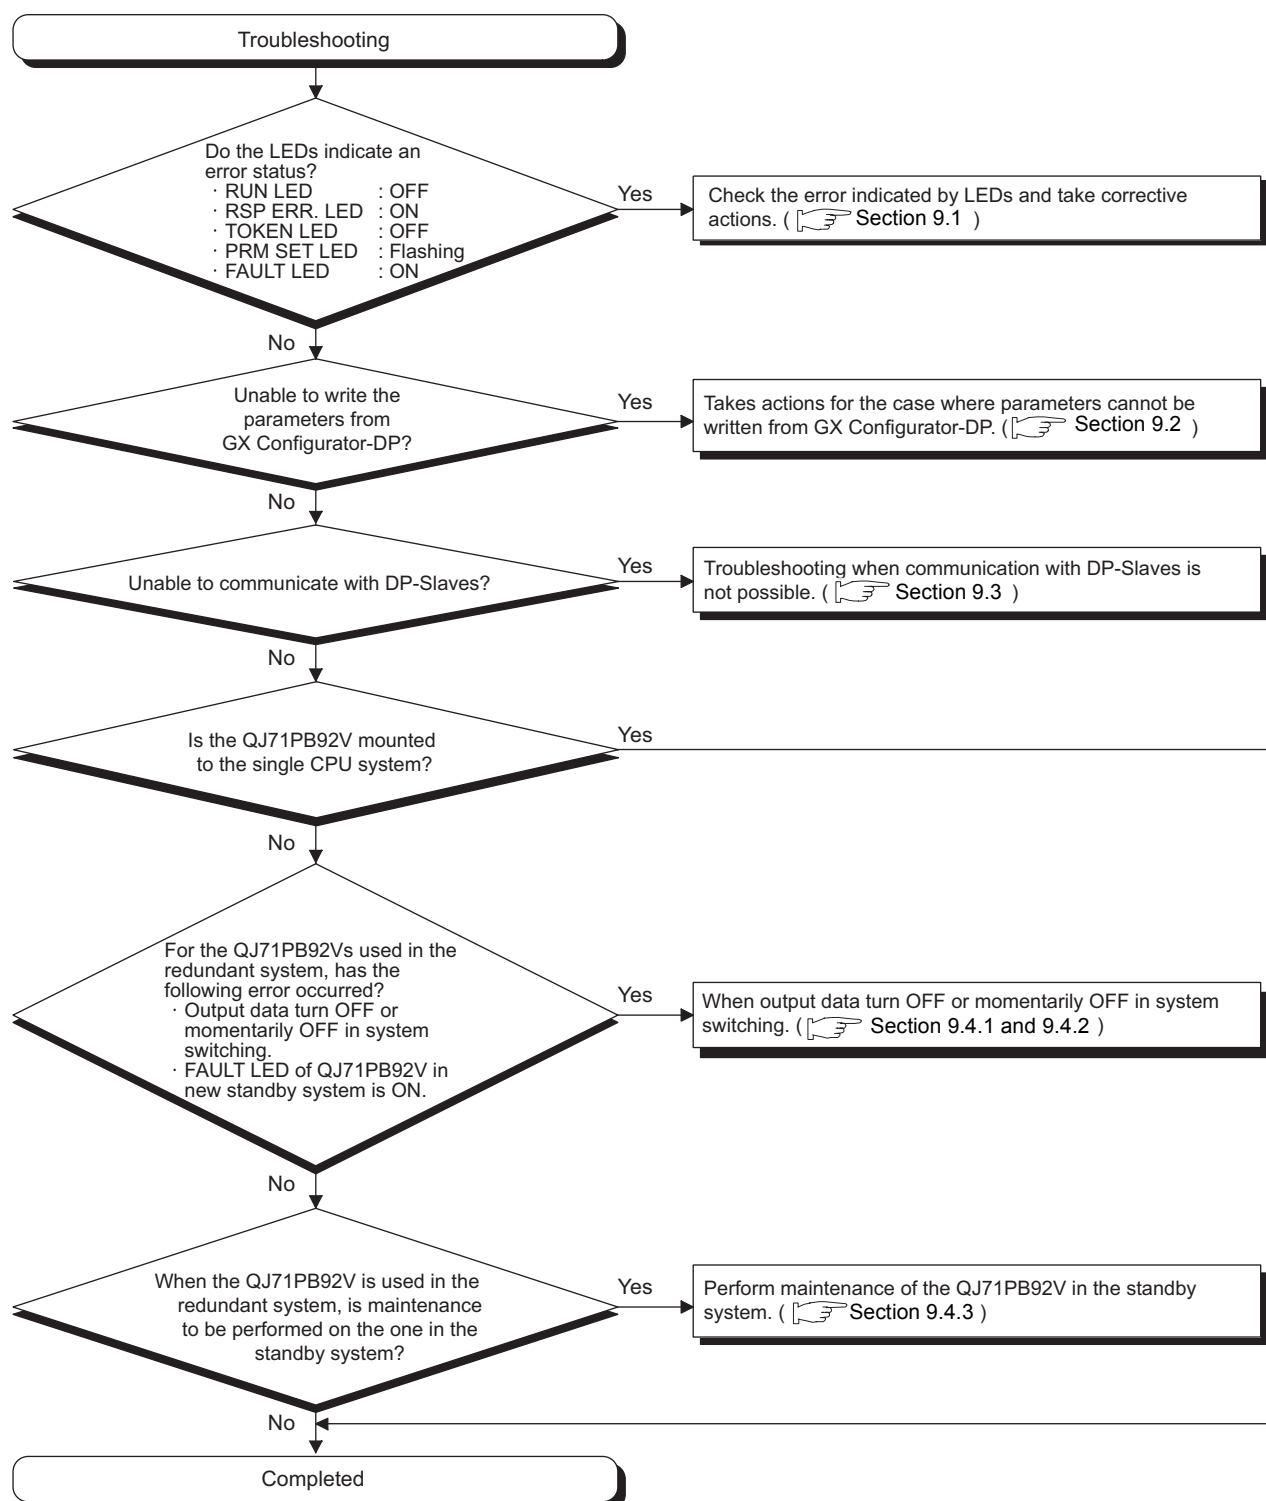 Troubleshooting
Do the LEDs indicate an
error status?
· RUN LED : OFF
· RSP ERR. LED : ON
· TOKEN LED : OFF
· PRM SET LED : Flashing
· FAULT LED : ON
Yes
Check the error indicated by LEDs and take corrective
actions. ( Section 9.1 )
No
Unable to write the
parameters from
GX Configurator-DP?
Yes
Takes actions for the case where parameters cannot be
written from GX Configurator-DP. ( Section 9.2 )
No
Unable to communicate with DP-Slaves?
Yes
Troubleshooting when communication with DP-Slaves is
not possible. ( Section 9.3 )
No
Is the QJ71PB92V mounted
to the single CPU system?
Yes
No
For the QJ71PB92Vs used in the
redundant system, has the
following error occurred?
· Output data turn OFF or
momentarily OFF in system
switching.
· FAULT LED of QJ71PB92V in
new standby system is ON.
Yes
When output data turn OFF or momentarily OFF in system
switching. ( Section 9.4.1 and 9.4.2 )
No
When the QJ71PB92V is used in the
redundant system, is maintenance
to be performed on the one in the
standby system?
Yes
Perform maintenance of the QJ71PB92V in the standby
system. ( Section 9.4.3 )
No
Completed